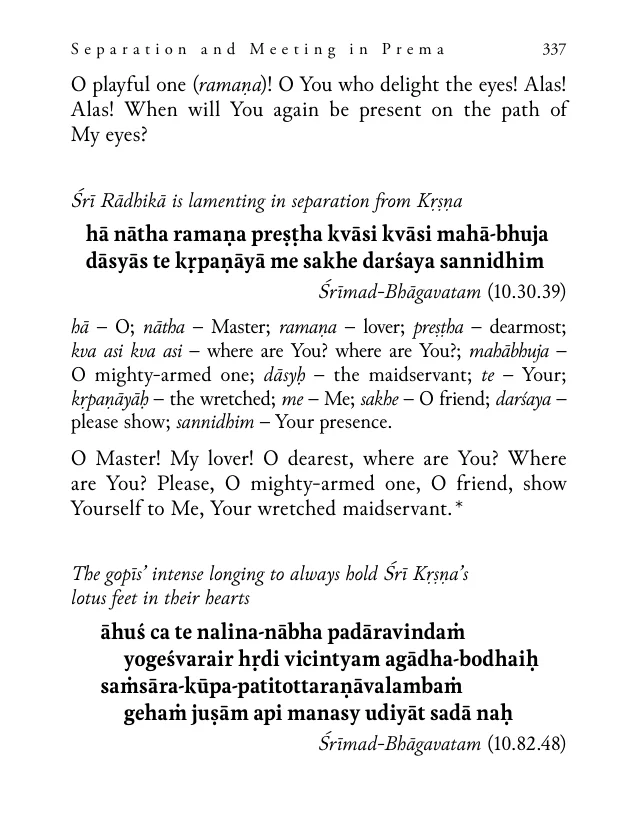 Separation and Meeting in Prema 337
O playful one (ramaṇa)! O You who delight the eyes! Alas!
Alas! When will You again be present on the path of
My eyes?
Śrī Rādhikā is lamenting in separation from Kṛṣṇa
hā nātha ramaṇa preṣṭha kvāsi kvāsi mahā-bhuja
dāsyās te kṛpaṇāyā me sakhe darśaya sannidhim
Śrīmad-Bhāgavatam (10.30.39)
hā – O; nātha – Master; ramaṇa – lover; preṣṭha – dearmost;
kva asi kva asi – where are You? where are You?; mahābhuja –
O mighty-armed one; dāsyḥ – the maidservant; te – Your;
kṛpaṇāyāḥ – the wretched; me – Me; sakhe – O friend; darśaya –
please show; sannidhim – Your presence.
O Master! My lover! O dearest, where are You? Where
are You? Please, O mighty-armed one, O friend, show
Yourself to Me, Your wretched maidservant.*
The gopīs’ intense longing to always hold Śrī Kṛṣṇa’s
lotus feet in their hearts
āhuś ca te nalina-nābha padāravindaṁ
yogeśvarair hṛdi vicintyam agādha-bodhaiḥ
saṁsāra-kūpa-patitottaraṇāvalambaṁ
gehaṁ juṣām api manasy udiyāt sadā naḥ
Śrīmad-Bhāgavatam (10.82.48)